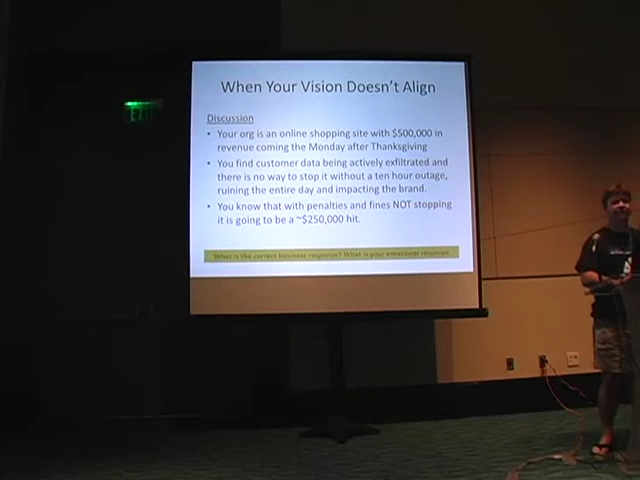 EXIT
When Your Vision Doesn't Align
Discussion
• Your org is an online shopping site with $500,000 in
revenue coming the Monday after Thanksgiving
• You find customer data being actively exfiltrated and
there is no way to stop it without a ten hour outage,
ruining the entire day and impacting the brand.
• You know that with penalties and fines NOT stopping
it is going to be a ~$250,000 hit.
What is the correct business response? What is your emotional response